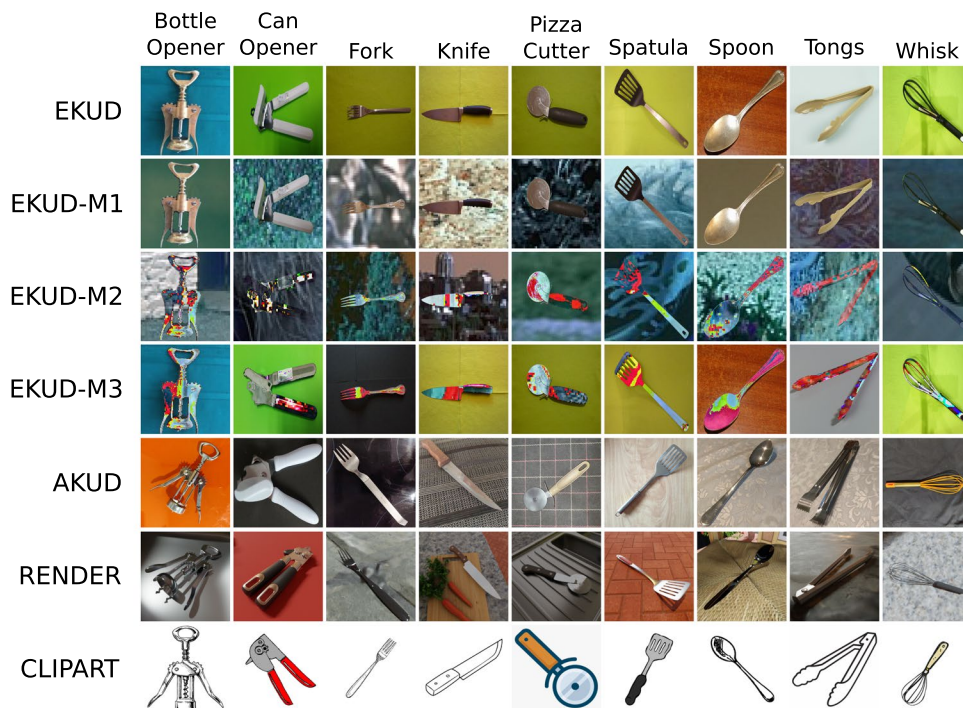 Bottle
Opener
Can
Opener
Fork
Knife
Pizza
Cutter
Spatula
Spoon
Tongs
Whisk
EKUD
EKUD-M1
EKUD-M2
EKUD-M3
AKUD
RENDER
CLIPART